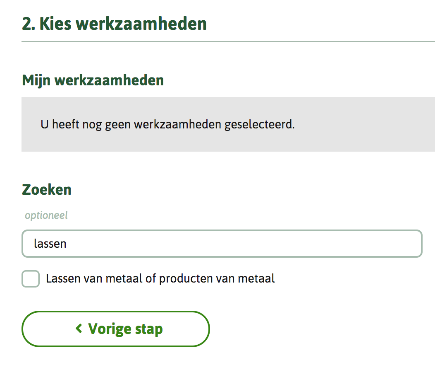 2. Kies werkzaamheden
Mijn werkzaamheden
U heeft nog geen werkzaamheden geselecteerd.
Zoeken
optioneel
lassen
Lassen van metaal of producten van metaal
< Vorige stap